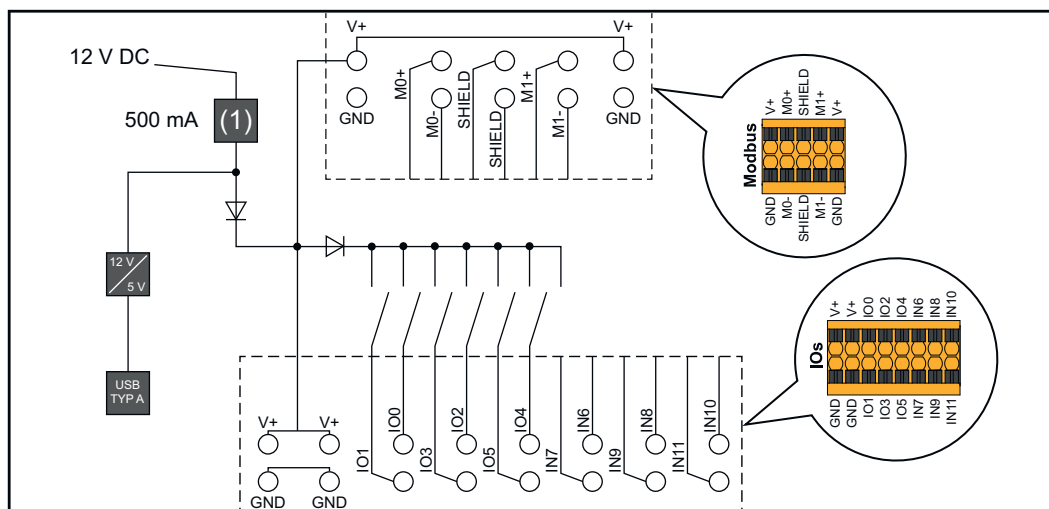 V+
V+
12 V DC
M0+
SHIELD
M1+
500 mA
(1)
GND
M0-
SHIELD
M1-
GND
V+
M0+
SHIELD
M1+
V+
Modbus
GND
M0-
SHIELD
M1-
GND
12 V
5 V
USB
TYP A
V+
V+
IO1
IO0
IO3
IO2
IO5
IO4
IN7
IN6
IN9
IN8
IN11
IN10
GND
GND
V+
V+
IO0
IO2
IO4
IN6
IN8
IN10
IOs
GND
GND
IO1
IO3
IO5
IN7
IN9
IN11